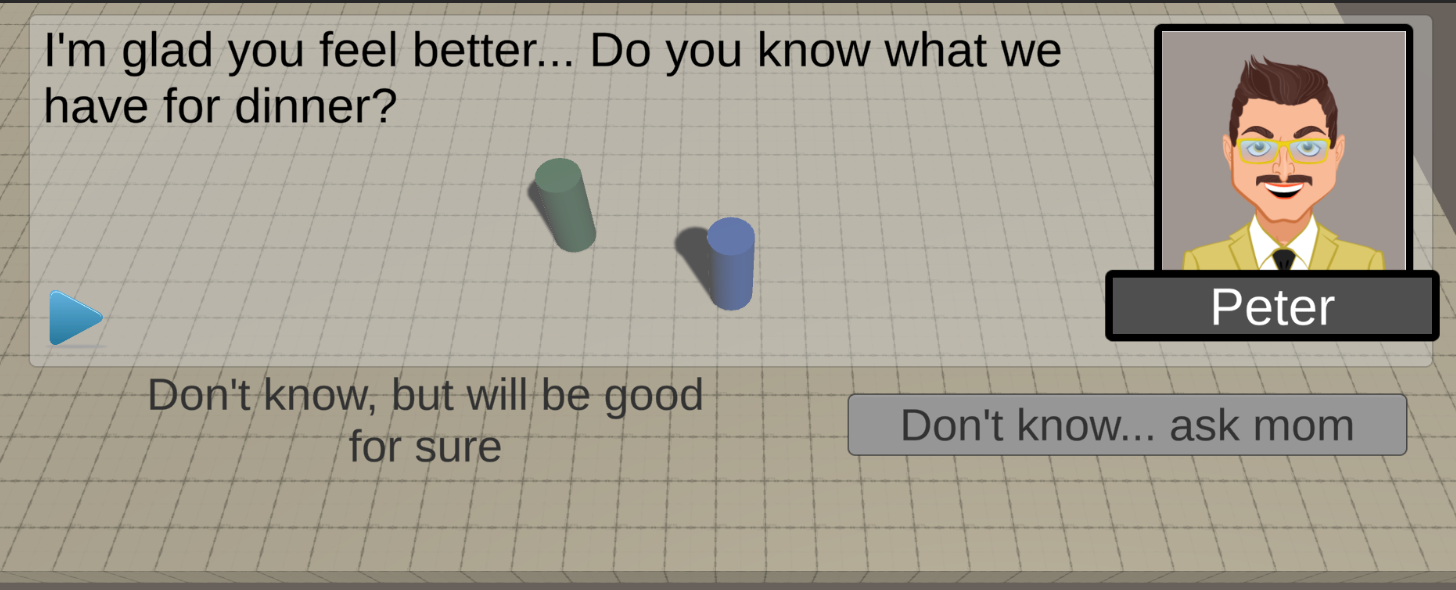 I'm glad you feel better... Do you know what we
have for dinner?
Peter
Don't know, but will be good
for sure
Don't know... ask mom